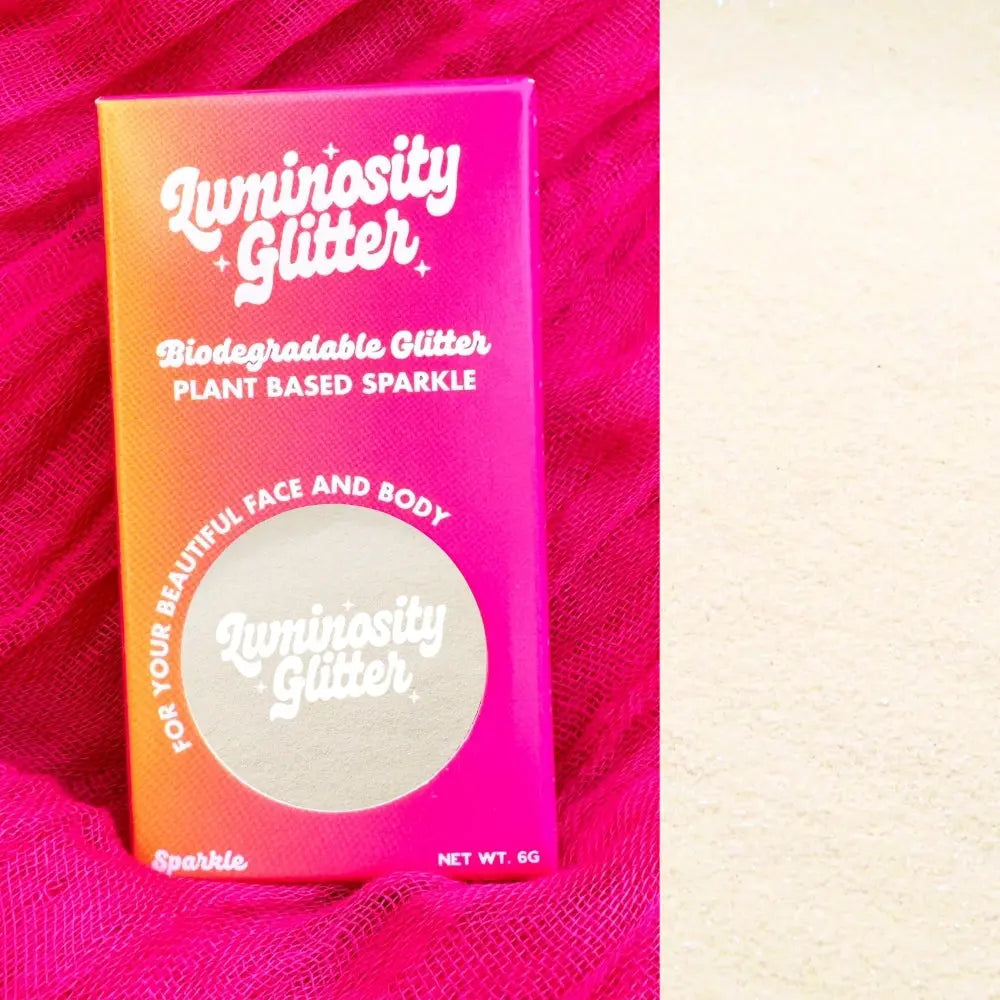 Luminosity
Glitter
Biodegradable Glitter
PLANT BASED SPARKLE
FOR YOUR BEAUTIFUL FACE AND BODY
Luminosity
Glitter
Sparkle
NET WT. 6G